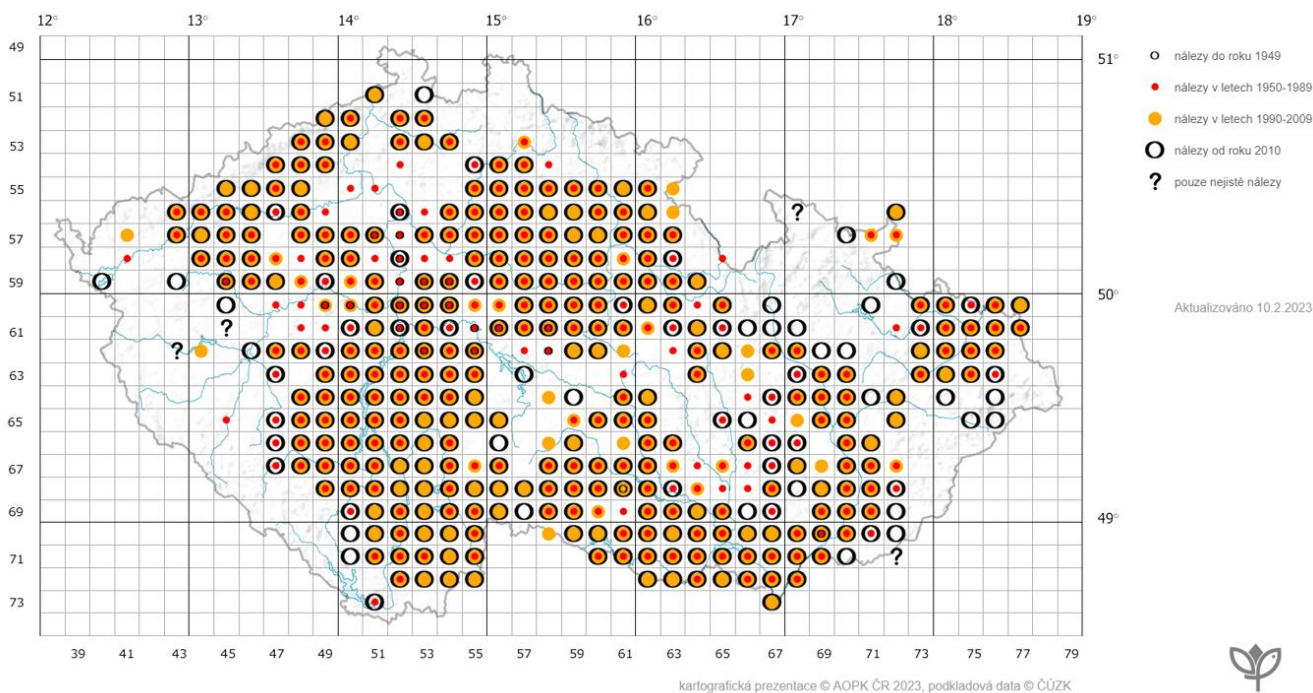 12° 13° 14° 15° 16° 17° 18° 19°
49
51°
nálezy do roku 1949
51
nálezy v letech 1950-1989
nálezy v letech 1990-2009
53
nálezy od roku 2010
55
? pouze nejisté nálezy
?
57
59
50°
Aktualizováno 10.2.2023
61
?
?
63
65
67
69
49°
71
?
73
39 41 43 45 47 49 51 53 55 57 59 61 63 65 67 69 71 73 75 77 79
kartografická prezentace © AOPK ČR 2023, podkladová data © ČÚZK